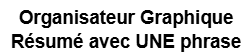 Organisateur Graphique
Résumé avec UNE phrase